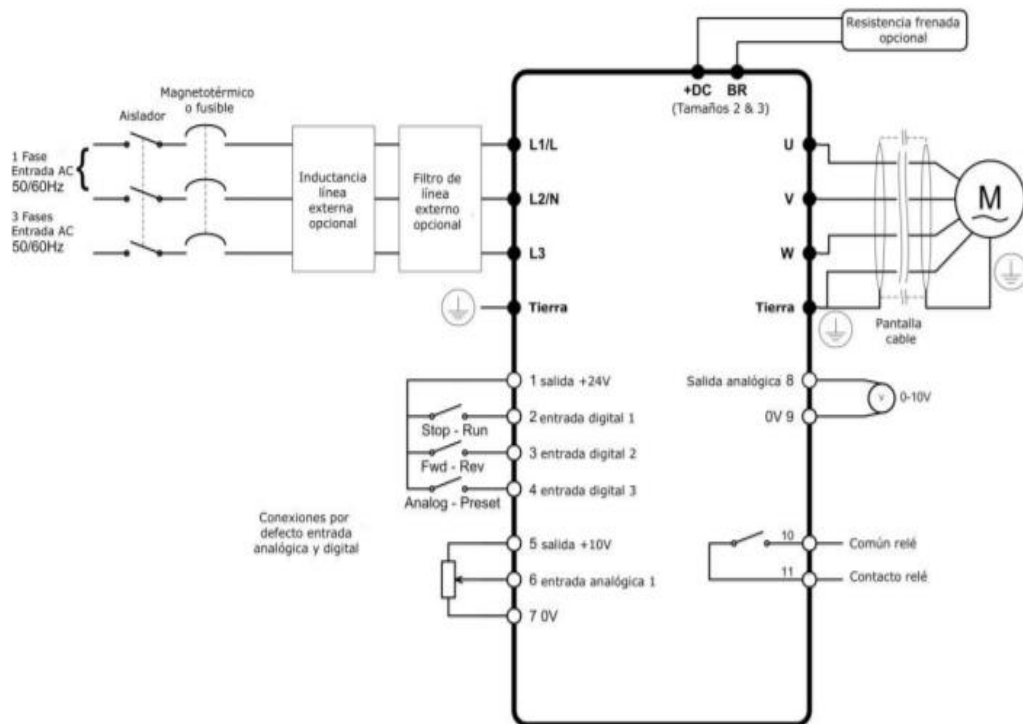 Resistencia frenada
opcional
+DC BR
(Tamaños 2 & 3)
Magnetotérmico
o fusible
Aislador
1 Fase
Entrada AC
50/60Hz
3 Fases
Entrada AC
50/60Hz
Inductancia
línea
externa
opcional
Filtro de
línea
externo
opcional
L1/L
L2/N
L3
Tierra
U
V
W
Tierra
M
Pantalla
cable
1 salida +24V
2 entrada digital 1
Stop - Run
3 entrada digital 2
Fwd - Rev
4 entrada digital 3
Analog - Preset
Conexiones por
defecto entrada
analógica y digital
5 salida +10V
6 entrada analógica 1
7 0V
Salida analógica 8
V
0-10V
0V 9
10
Común relé
11
Contacto relé